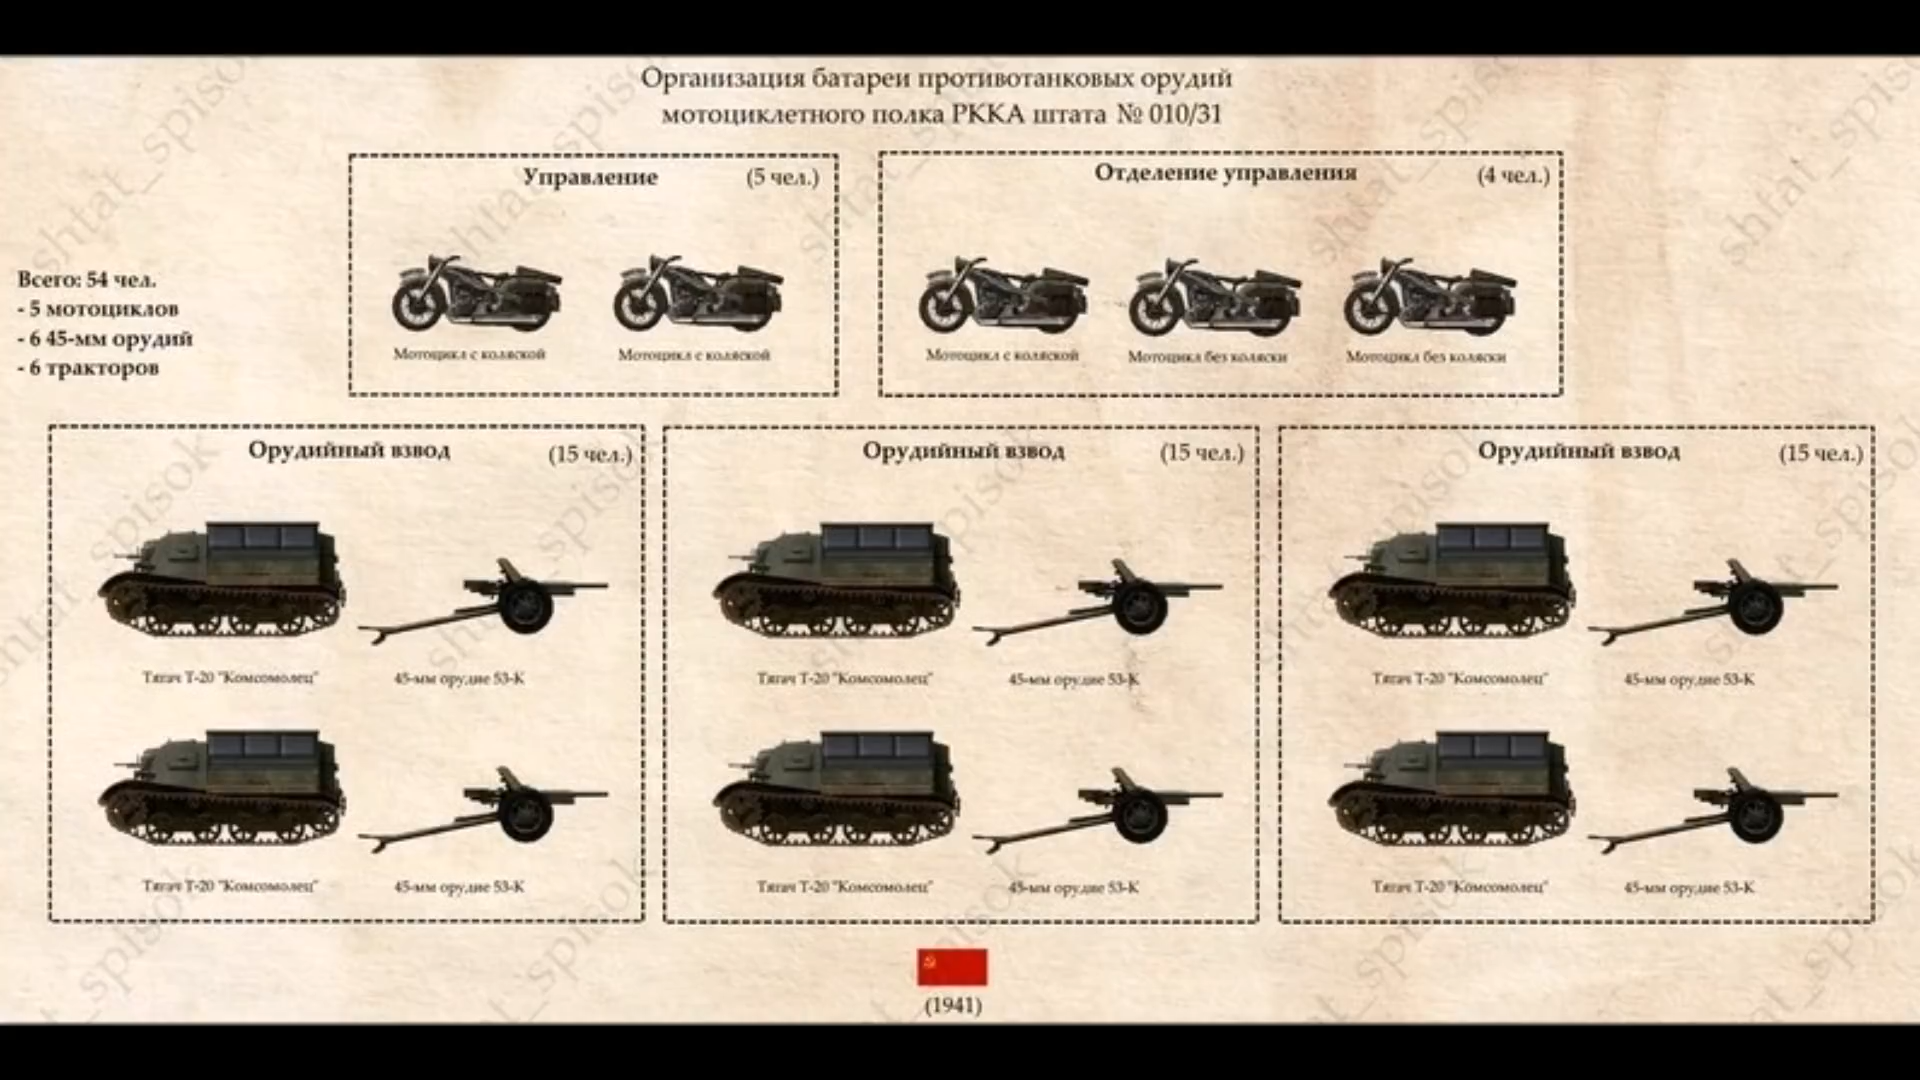 Организация батареи противотанковых орудий
мотоциклетного полка РККА штата № 010/31
Управление (5 чел.)
Мотоцикл с коляской Мотоцикл с коляской
Отделение управления (4 чел.)
Мотоцикл с коляской Мотоцикл без коляски Мотоцикл без коляски
Всего: 54 чел.
- 5 мотоциклов
- 6 45-мм орудий
- 6 тракторов
Орудийный взвод (15 чел.)
Тягач Т-20 "Комсомолец" 45-мм орудие 53-К
Тягач Т-20 "Комсомолец" 45-мм орудие 53-К
Орудийный взвод (15 чел.)
Тягач Т-20 "Комсомолец" 45-мм орудие 53-К
Тягач Т-20 "Комсомолец" 45-мм орудие 53-К
Орудийный взвод (15 чел.)
Тягач Т-20 "Комсомолец" 45-мм орудие 53-К
Тягач Т-20 "Комсомолец" 45-мм орудие 53-К
(1941)
shtat_spisok